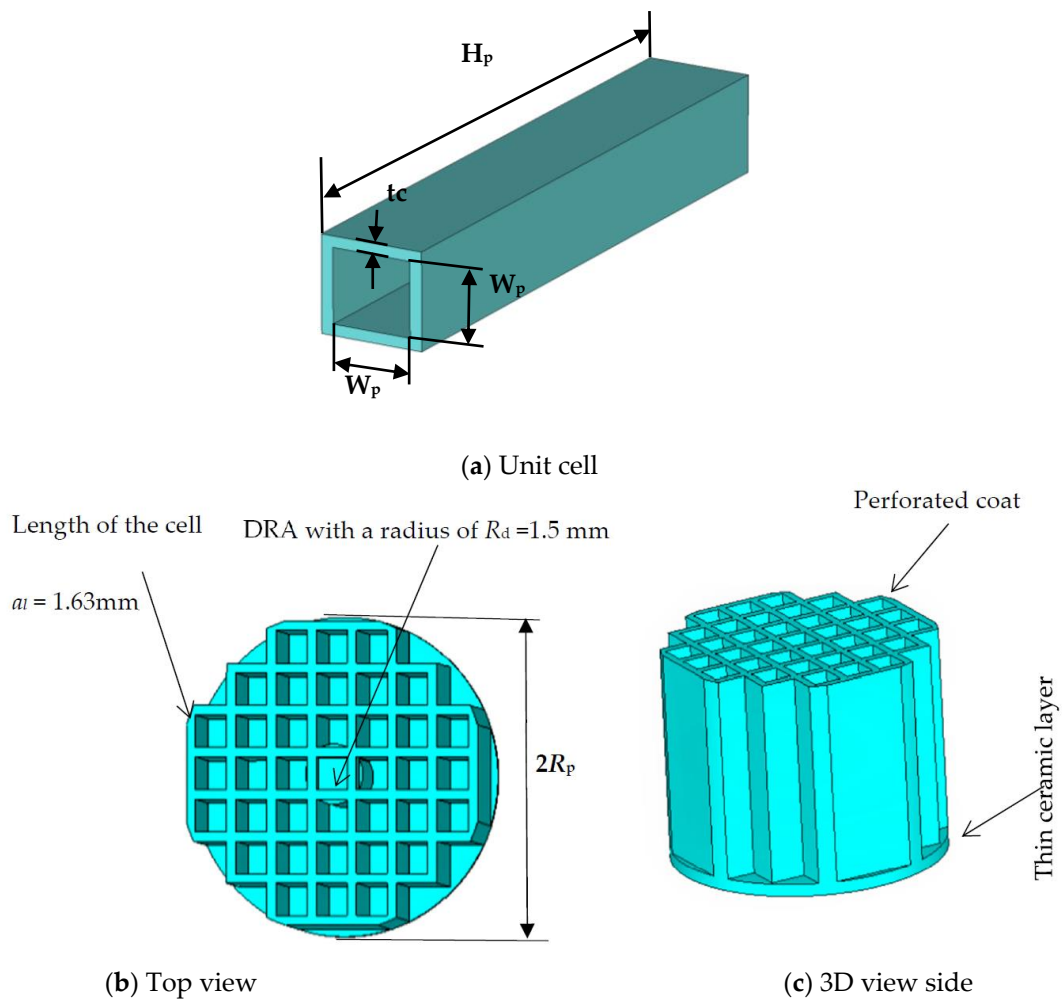 Hp
tc
Wp
Wp
(a) Unit cell
Length of the cell
al = 1.63mm
DRA with a radius of Rd =1.5 mm
2Rp
Perforated coat
Thin ceramic layer
(b) Top view
(c) 3D view side